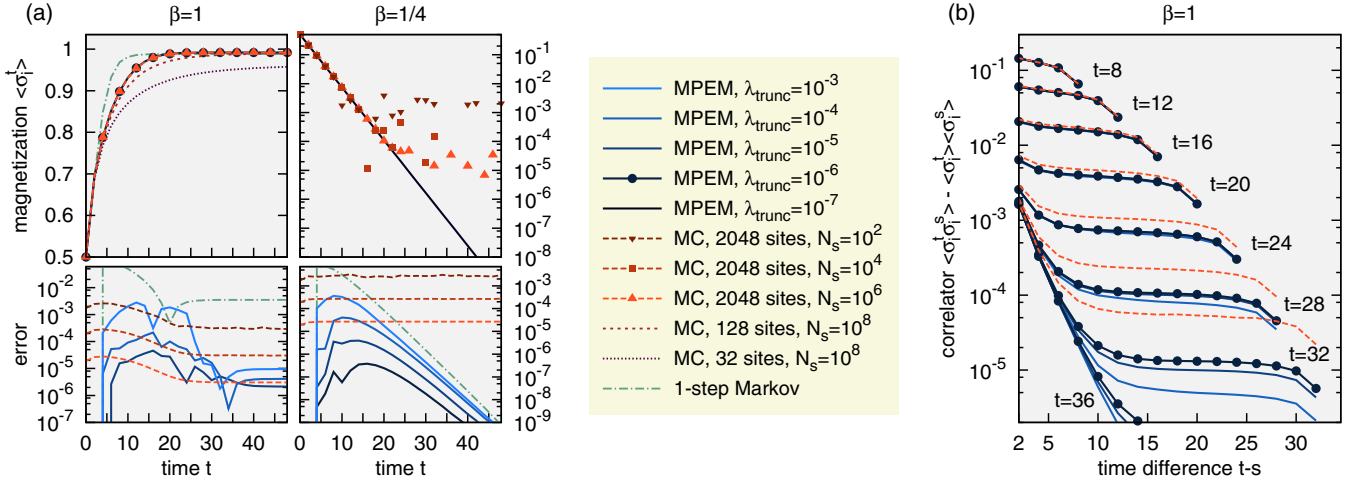 (a)
β=1
β=1/4
(b)
β=1
magnetization <σ_i^t>
1
0.9
0.8
0.7
0.6
0.5
10^-1
10^-2
10^-3
10^-4
10^-5
10^-6
10^-7
10^-8
error
10^-2
10^-3
10^-4
10^-5
10^-6
10^-7
10^-3
10^-4
10^-5
10^-6
10^-7
10^-8
10^-9
0 10 20 30 40
time t
0 10 20 30 40
time t
MPEM, λ_trunc=10^-3
MPEM, λ_trunc=10^-4
MPEM, λ_trunc=10^-5
MPEM, λ_trunc=10^-6
MPEM, λ_trunc=10^-7
MC, 2048 sites, N_s=10^2
MC, 2048 sites, N_s=10^4
MC, 2048 sites, N_s=10^6
MC, 128 sites, N_s=10^8
MC, 32 sites, N_s=10^8
1-step Markov
correlator <σ_i^t σ_i^s> - <σ_i^t><σ_i^s>
10^-1
10^-2
10^-3
10^-4
10^-5
t=8
t=12
t=16
t=20
t=24
t=28
t=32
t=36
2 5 10 15 20 25 30
time difference t-s